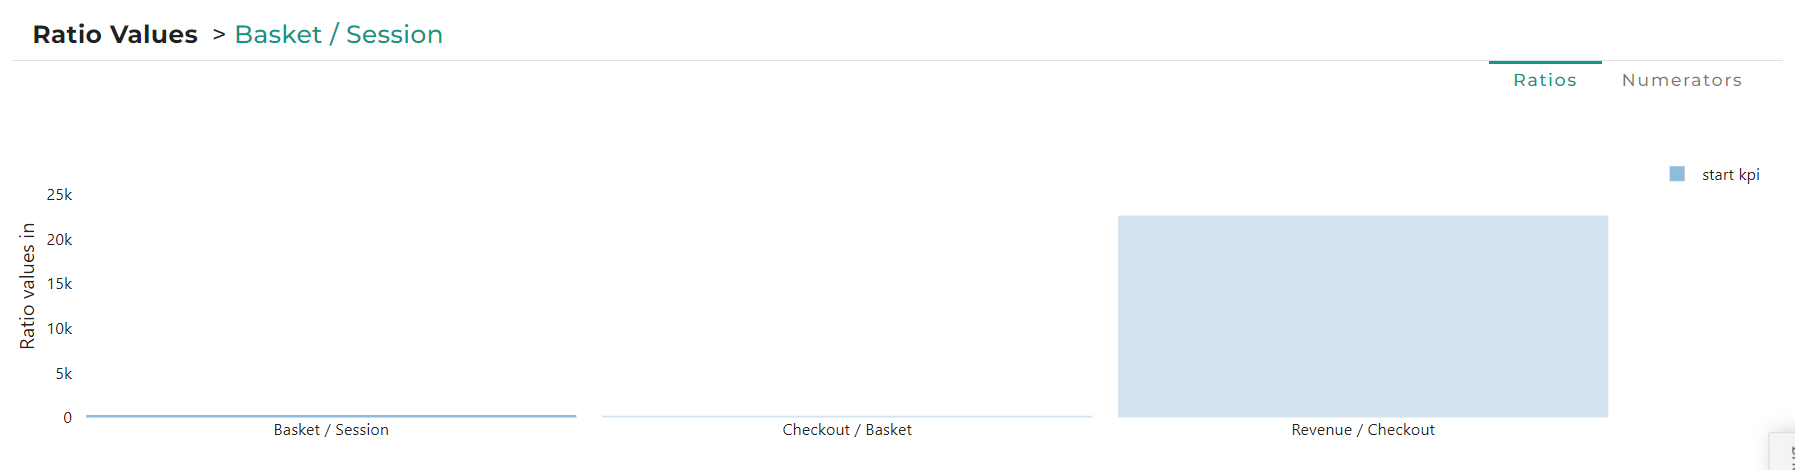 Ratio Values > Basket / Session
Ratios Numerators
start kpi
Ratio values in
25k
20k
15k
10k
5k
0
Basket / Session Checkout / Basket Revenue / Checkout